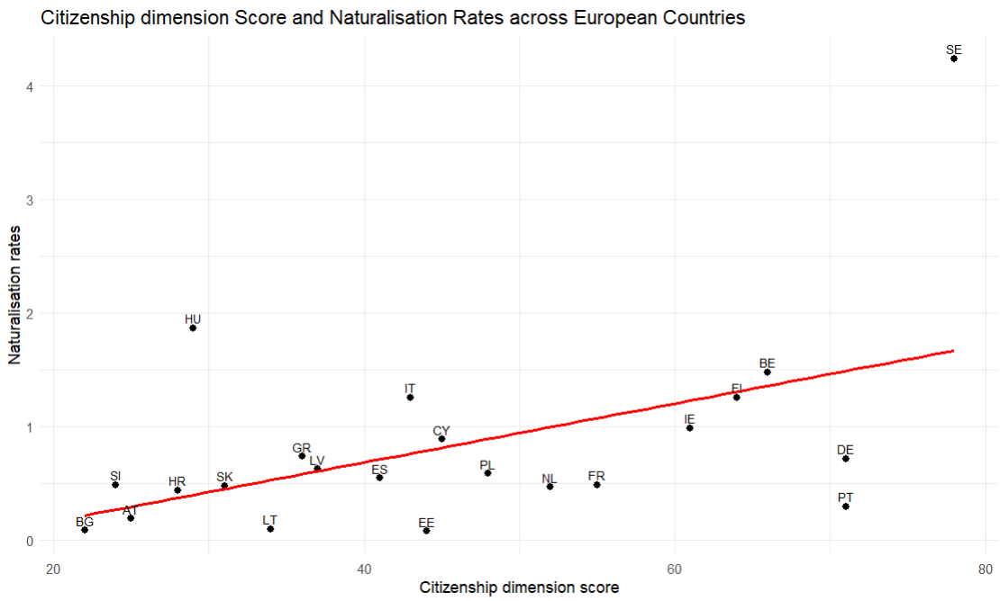 Citizenship dimension Score and Naturalisation Rates across European Countries
SE
4
3
HU
2
BE
IT
FI
IE
CY
1
GR
DE
LV
ES
PL
SI
HR
SK
NL
FR
PT
AT
BG
LT
EE
0
20
40
60
80
Naturalisation rates
Citizenship dimension score